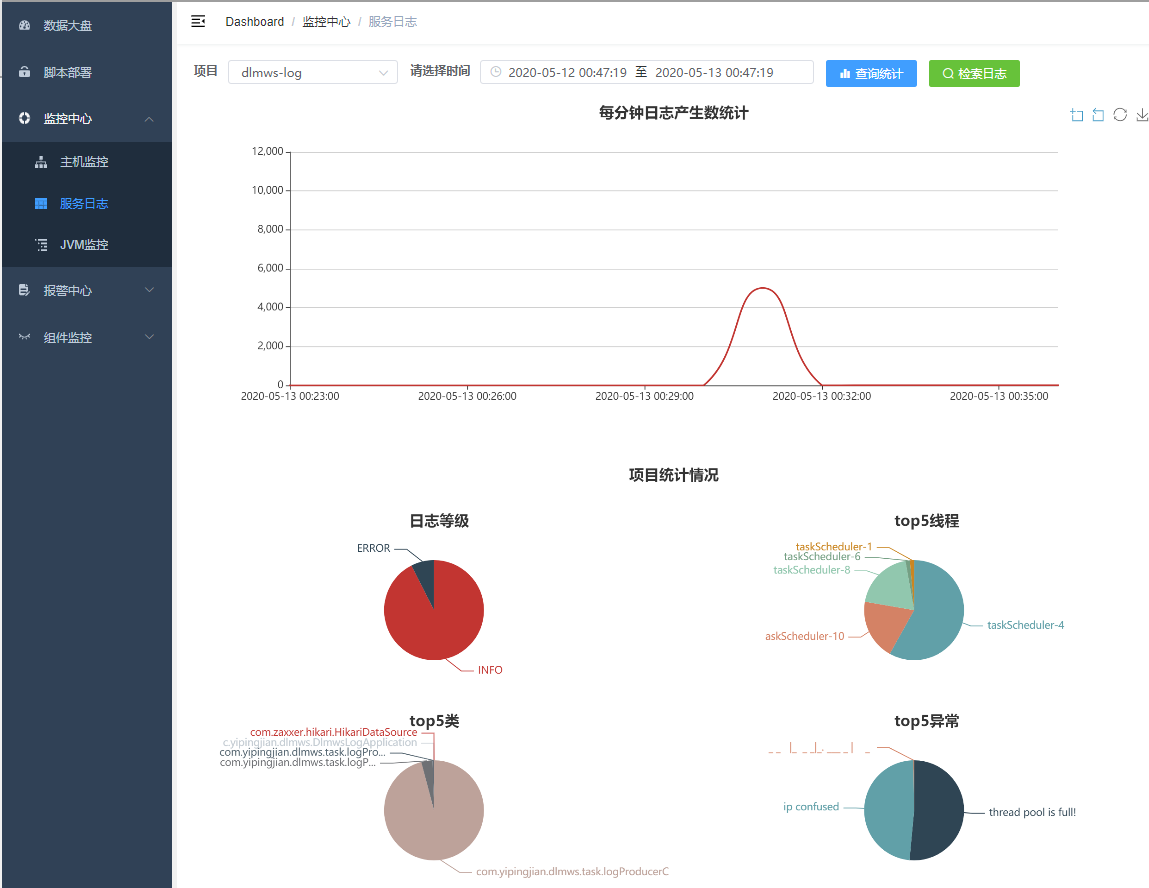 数据大盘
脚本部署
监控中心
主机监控
服务日志
JVM监控
报警中心
组件监控
Dashboard / 监控中心 / 服务日志
项目 dlmws-log 请选择时间 2020-05-12 00:47:19 至 2020-05-13 00:47:19 查询统计 检索日志
每分钟日志产生数统计
12,000
10,000
8,000
6,000
4,000
2,000
0
2020-05-13 00:23:00 2020-05-13 00:26:00 2020-05-13 00:29:00 2020-05-13 00:32:00 2020-05-13 00:35:00
项目统计情况
日志等级
ERROR
INFO
top5线程
taskScheduler-1
taskScheduler-6
taskScheduler-8
askScheduler-10
taskScheduler-4
top5类
com.zaxxer.hikari.HikariDataSource
c.yipingjian.dlmws.DlmwsLogApplication
com.yipingjian.dlmws.task.logPro...
com.yipingjian.dlmws.task.logP...
com.yipingjian.dlmws.task.logProducerC
top5异常
ip confused
thread pool is full!